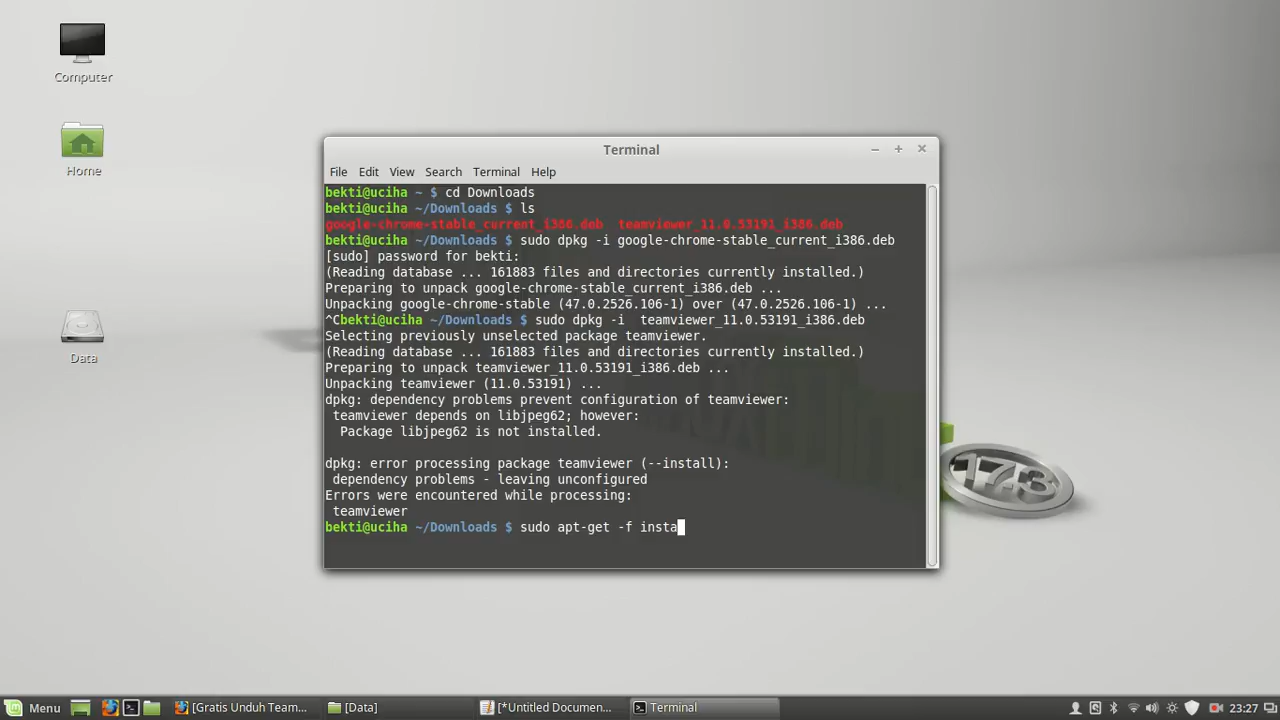 Computer
Home
Data
Terminal
File Edit View Search Terminal Help
bekti@uciha ~ $ cd Downloads
bekti@uciha ~/Downloads $ ls
google-chrome-stable_current_i386.deb  teamviewer_11.0.53191_i386.deb
bekti@uciha ~/Downloads $ sudo dpkg -i google-chrome-stable_current_i386.deb
[sudo] password for bekti:
(Reading database ... 161883 files and directories currently installed.)
Preparing to unpack google-chrome-stable_current_i386.deb ...
Unpacking google-chrome-stable (47.0.2526.106-1) over (47.0.2526.106-1) ...
^Cbekti@uciha ~/Downloads $ sudo dpkg -i  teamviewer_11.0.53191_i386.deb
Selecting previously unselected package teamviewer.
(Reading database ... 161883 files and directories currently installed.)
Preparing to unpack teamviewer_11.0.53191_i386.deb ...
Unpacking teamviewer (11.0.53191) ...
dpkg: dependency problems prevent configuration of teamviewer:
 teamviewer depends on libjpeg62; however:
  Package libjpeg62 is not installed.

dpkg: error processing package teamviewer (--install):
 dependency problems - leaving unconfigured
Errors were encountered while processing:
 teamviewer
bekti@uciha ~/Downloads $ sudo apt-get -f insta
17.3
Menu
[Gratis Unduh Team...
[Data]
[*Untitled Documen...
Terminal
23:27